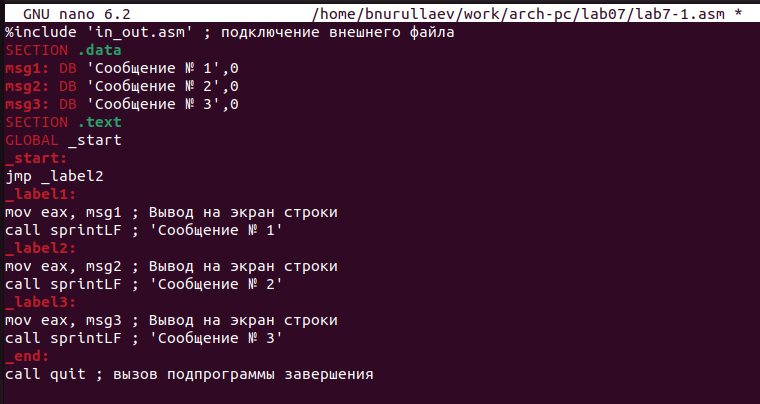 GNU nano 6.2 /home/bnurullaev/work/arch-pc/lab07/lab7-1.asm *
%include 'in_out.asm' ; подключение внешнего файла
SECTION .data
msg1: DB 'Сообщение № 1',0
msg2: DB 'Сообщение № 2',0
msg3: DB 'Сообщение № 3',0
SECTION .text
GLOBAL _start
_start:
jmp _label2
_label1:
mov eax, msg1 ; Вывод на экран строки
call sprintLF ; 'Сообщение № 1'
_label2:
mov eax, msg2 ; Вывод на экран строки
call sprintLF ; 'Сообщение № 2'
_label3:
mov eax, msg3 ; Вывод на экран строки
call sprintLF ; 'Сообщение № 3'
_end:
call quit ; вызов подпрограммы завершения